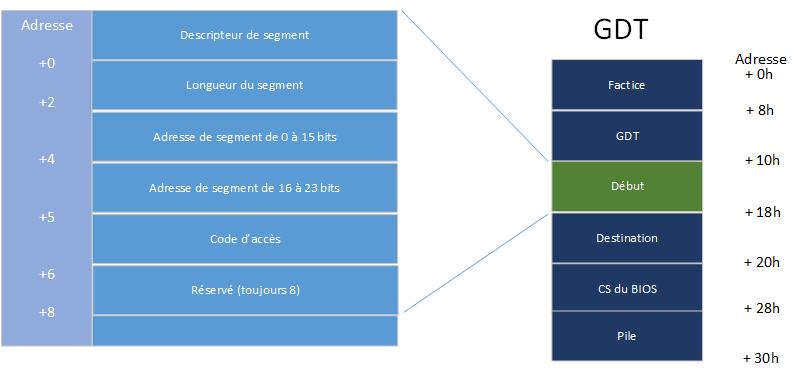 Adresse
Descripteur de segment
+0
Longueur du segment
+2
Adresse de segment de 0 à 15 bits
+4
Adresse de segment de 16 à 23 bits
+5
Code d'accès
+6
Réservé (toujours 8)
+8
GDT
Adresse
+ 0h
Factice
+ 8h
GDT
+ 10h
Début
+ 18h
Destination
+ 20h
CS du BIOS
+ 28h
Pile
+ 30h